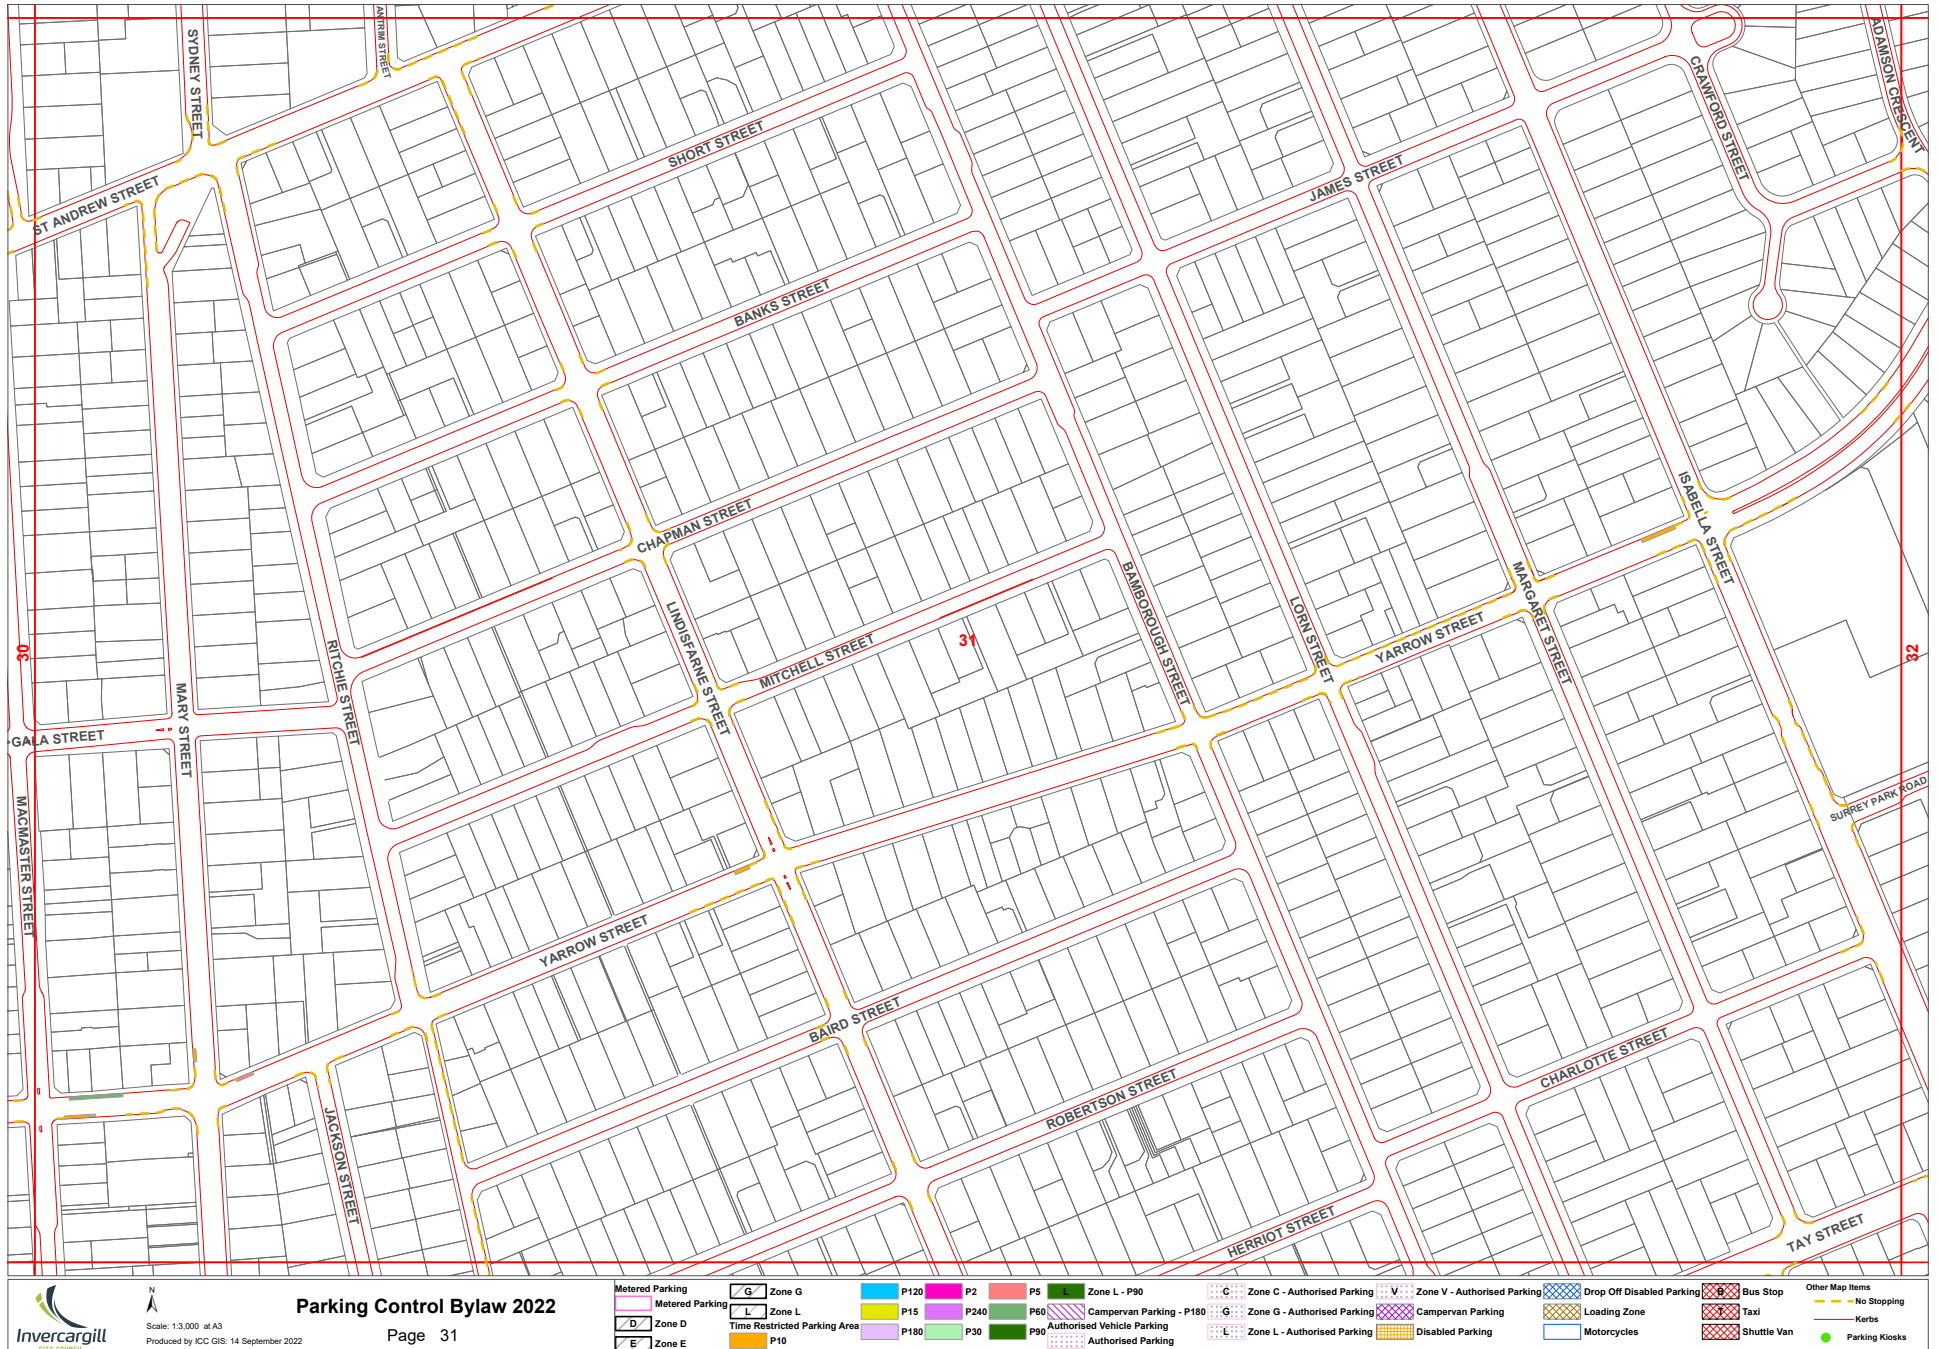 SYDNEY STREET
ANTRIM STREET
ADAMSON CRESCENT
CRAWFORD STREET
SHORT STREET
JAMES STREET
ST ANDREW STREET
BANKS STREET
CHAPMAN STREET
ISABELLA STREET
BAMBOROUGH STREET
MARGARET STREET
LINDISFARNE STREET
LORN STREET
31
30
32
RITCHIE STREET
MITCHELL STREET
YARROW STREET
MARY STREET
GALA STREET
SURREY PARK ROAD
MACMASTER STREET
YARROW STREET
BAIRD STREET
CHARLOTTE STREET
ROBERTSON STREET
JACKSON STREET
HERRIOT STREET
TAY STREET
Invercargill
CITY COUNCIL
N
Scale: 1:3,000 at A3
Produced by ICC GIS: 14 September 2022
Parking Control Bylaw 2022
Page 31
Metered Parking
Metered Parking
D Zone D
E Zone E
G Zone G
L Zone L
Time Restricted Parking Area
P10
P120
P15
P180
P2
P240
P30
P5
P60
P90
L Zone L - P90
Campervan Parking - P180
Authorised Vehicle Parking
Authorised Parking
C Zone C - Authorised Parking
G Zone G - Authorised Parking
L Zone L - Authorised Parking
V Zone V - Authorised Parking
Campervan Parking
Disabled Parking
Drop Off Disabled Parking
Loading Zone
Motorcycles
B Bus Stop
T Taxi
Shuttle Van
Other Map Items
No Stopping
Kerbs
Parking Kiosks